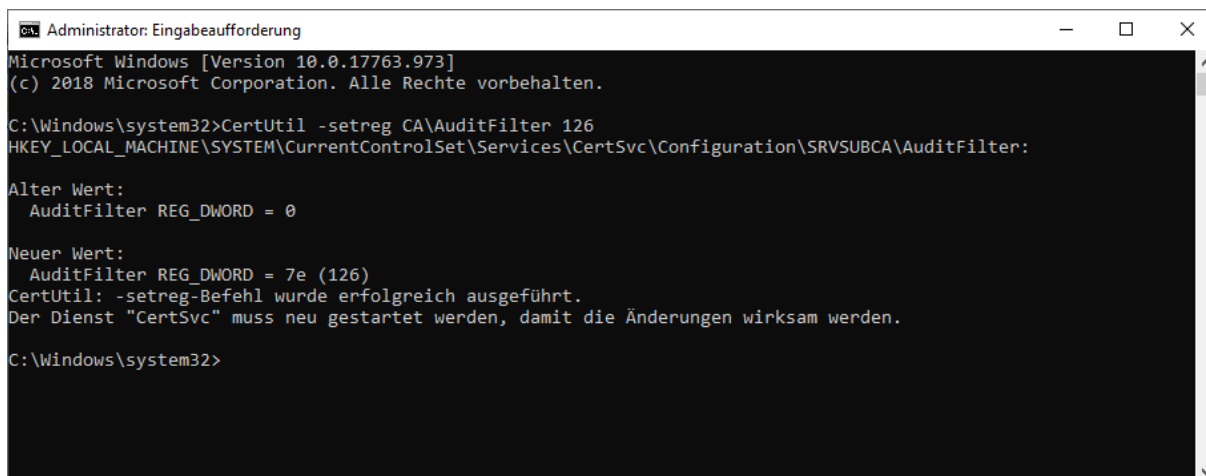 Administrator: Eingabeaufforderung
Microsoft Windows [Version 10.0.17763.973]
(c) 2018 Microsoft Corporation. Alle Rechte vorbehalten.
C:\Windows\system32>CertUtil -setreg CA\AuditFilter 126
HKEY_LOCAL_MACHINE\SYSTEM\CurrentControlSet\Services\CertSvc\Configuration\SRVSUBCA\AuditFilter:
Alter Wert:
AuditFilter REG_DWORD = 0
Neuer Wert:
AuditFilter REG_DWORD = 7e (126)
CertUtil: -setreg-Befehl wurde erfolgreich ausgeführt.
Der Dienst "CertSvc" muss neu gestartet werden, damit die Änderungen wirksam werden.
C:\Windows\system32>